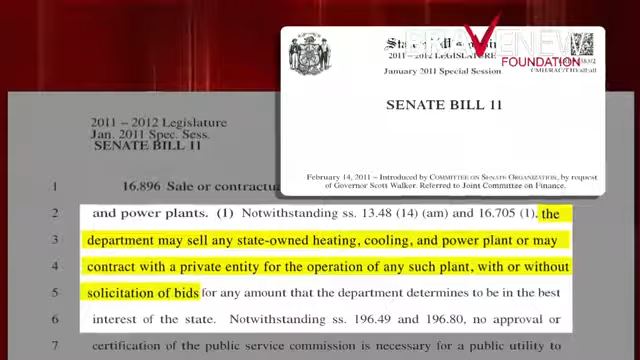 BRAVENEW
FOUNDATION
2011 – 2012 LEGISLATURE
January 2011 Special Session
SENATE BILL 11
February 14, 2011 – Introduced by COMMITTEE ON SENATE ORGANIZATION, by request
of Governor Scott Walker. Referred to Joint Committee on Finance.
2011 – 2012 Legislature
Jan. 2011 Spec. Sess.
SENATE BILL 11
1 16.896 Sale or contractu
2 and power plants. (1) Notwithstanding ss. 13.48 (14) (am) and 16.705 (1), the
3 department may sell any state-owned heating, cooling, and power plant or may
4 contract with a private entity for the operation of any such plant, with or without
5 solicitation of bids for any amount that the department determines to be in the best
6 interest of the state. Notwithstanding ss. 196.49 and 196.80, no approval or
7 certification of the public service commission is necessary for a public utility to